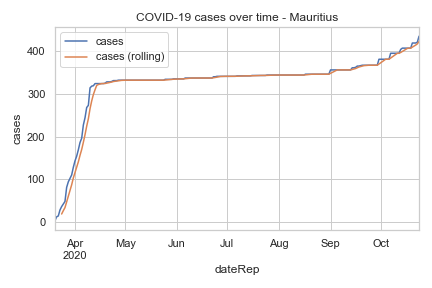 COVID-19 cases over time - Mauritius
cases
cases (rolling)
400
300
200
100
0
cases
Apr May Jun Jul Aug Sep Oct
2020
dateRep